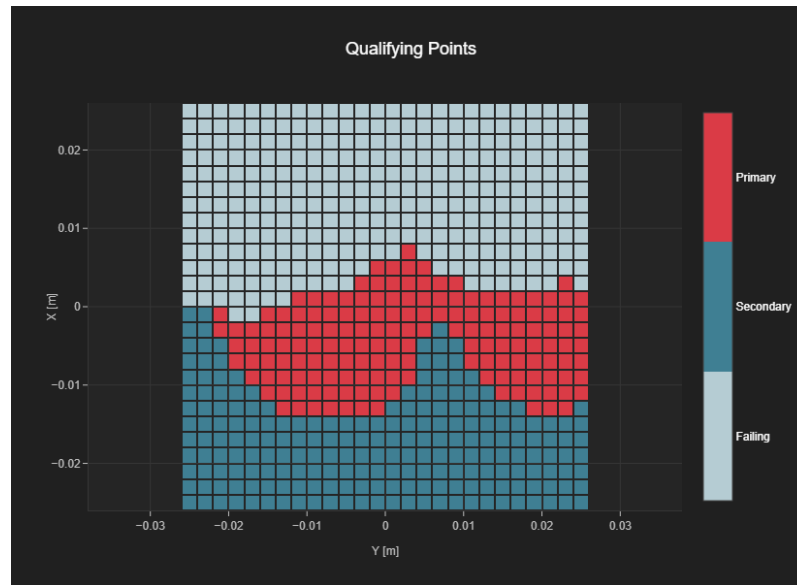 Qualifying Points
0.02
0.01
0
−0.01
−0.02
X [m]
−0.03
−0.02
−0.01
0
0.01
0.02
0.03
Y [m]
Primary
Secondary
Failing